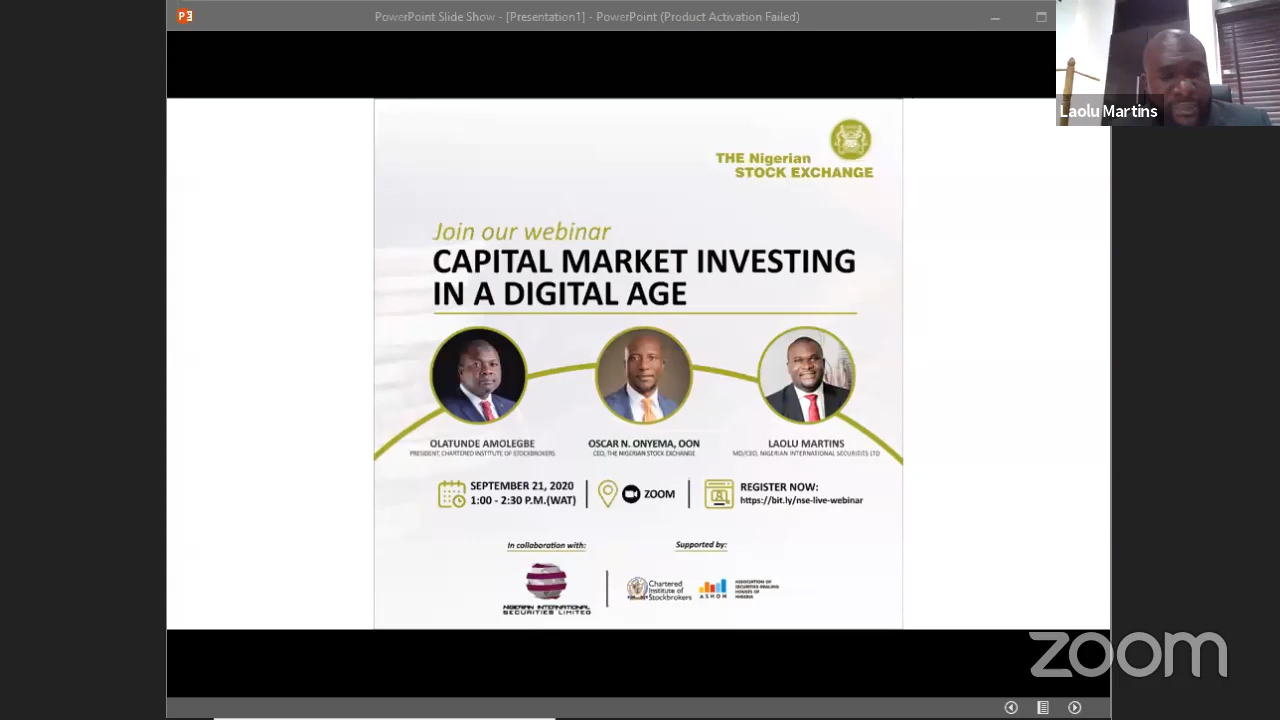 PowerPoint Slide Show - [Presentation1] - PowerPoint (Product Activation Failed)
Laolu Martins
THE Nigerian
STOCK EXCHANGE
Join our webinar
CAPITAL MARKET INVESTING
IN A DIGITAL AGE
OLATUNDE AMOLEGBE
PRESIDENT, CHARTERED INSTITUTE OF STOCKBROKERS
OSCAR N. ONYEMA, OON
CEO, THE NIGERIAN STOCK EXCHANGE
LAOLU MARTINS
MD/CEO, NIGERIAN INTERNATIONAL SECURITIES LTD
SEPTEMBER 21, 2020
1:00 - 2:30 P.M.(WAT)
ZOOM
REGISTER NOW:
https://bit.ly/nse-live-webinar
In collaboration with:
NIGERIAN INTERNATIONAL
SECURITIES LIMITED
Supported by:
Chartered
Institute of
Stockbrokers
ASHON
ASSOCIATION OF
SECURITIES DEALING
HOUSES OF
NIGERIA
zoom